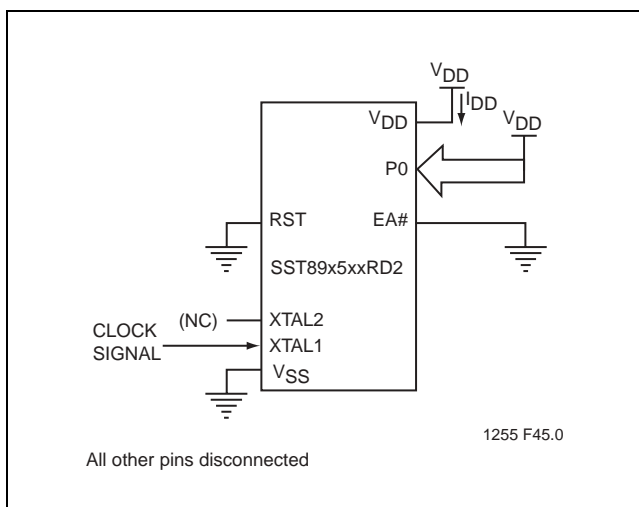 VDD
IDD
VDD
VDD
P0
RST
EA#
SST89x5xxRD2
(NC)
XTAL2
CLOCK
SIGNAL
XTAL1
VSS
1255 F45.0
All other pins disconnected